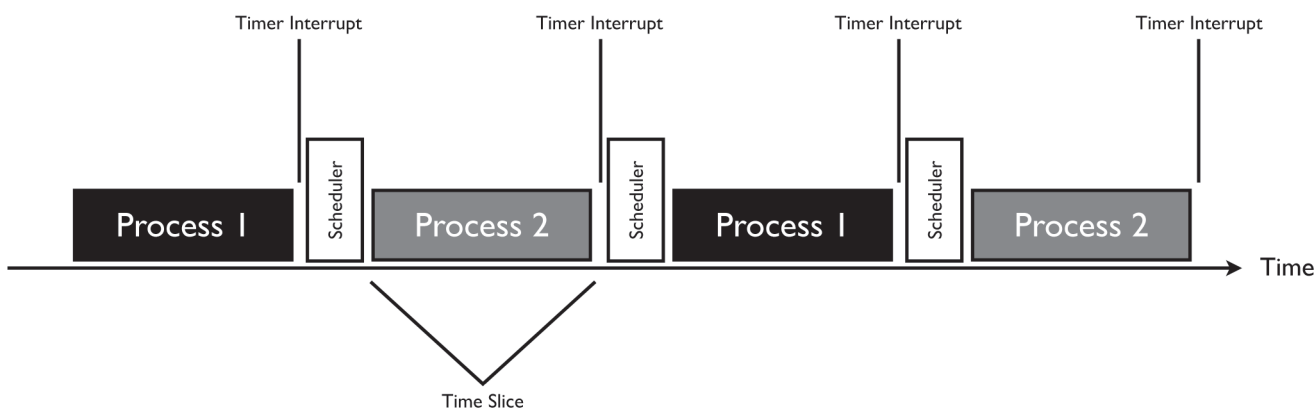 Timer Interrupt
Timer Interrupt
Timer Interrupt
Timer Interrupt
Process 1
Scheduler
Process 2
Scheduler
Process 1
Scheduler
Process 2
Time
Time Slice